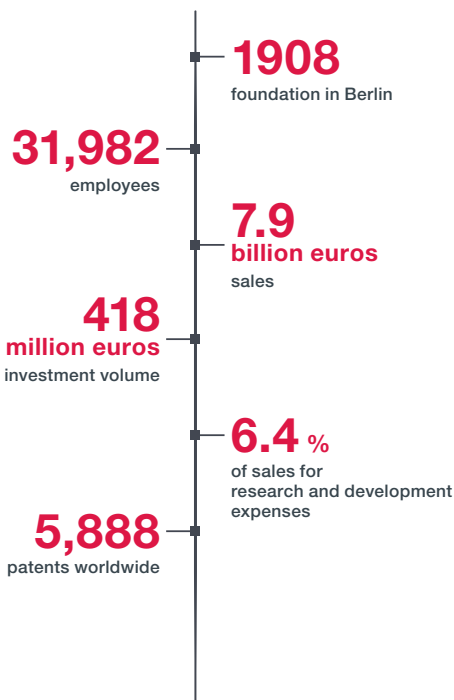 1908
foundation in Berlin
31,982
employees
7.9
billion euros
sales
418
million euros
investment volume
6.4 %
of sales for
research and development
expenses
5,888
patents worldwide